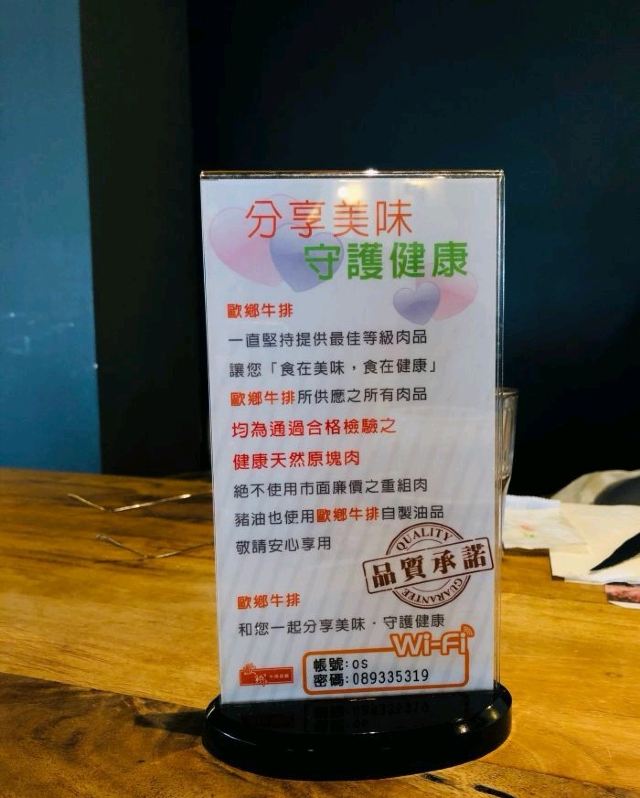 分享美味
守護健康
歐鄉牛排
一直堅持提供最佳等級肉品
讓您「食在美味，食在健康」
歐鄉牛排所供應之所有肉品
均為通過合格檢驗之
健康天然原塊肉
絕不使用市面廉價之重組肉
豬油也使用歐鄉牛排自製油品
敬請安心享用
QUALITY
品質承諾
GUARANTEE
歐鄉牛排
和您一起分享美味．守護健康
Wi-Fi
帳號:os
密碼:089335319